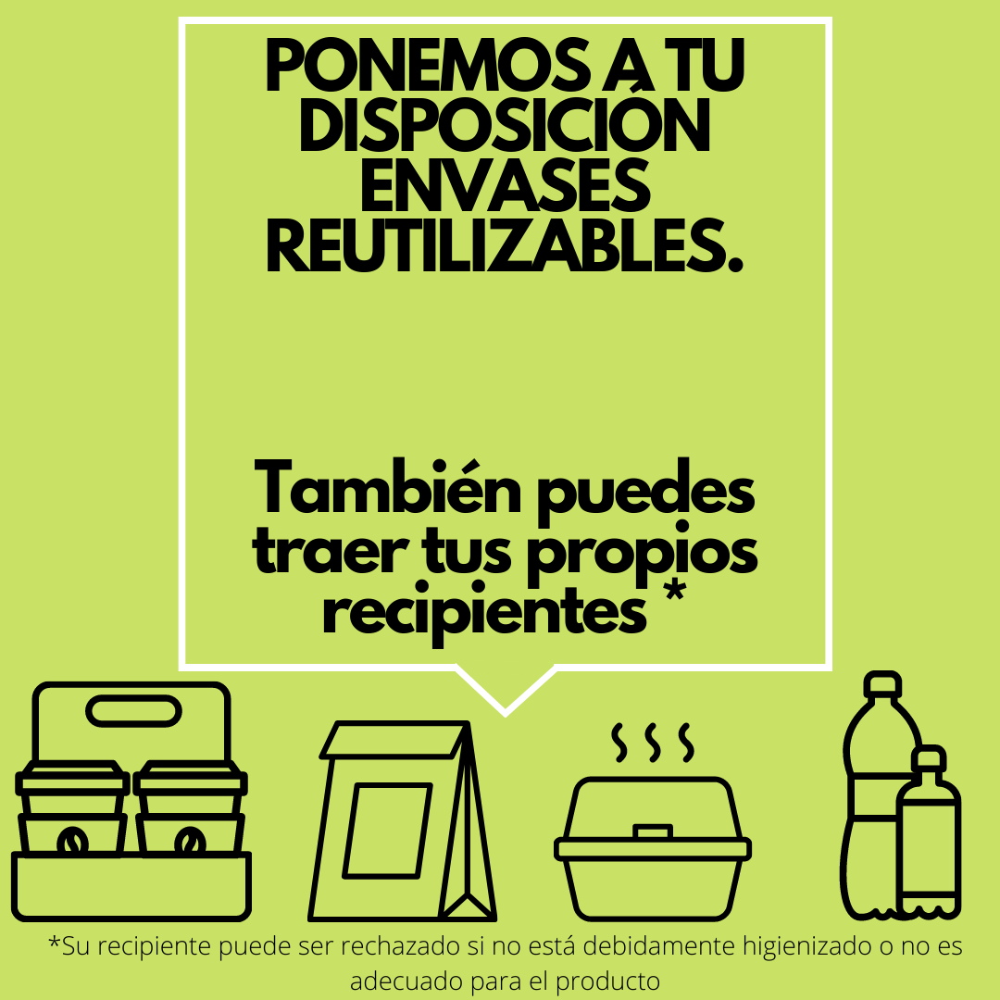 PONEMOS A TU
DISPOSICIÓN
ENVASES
REUTILIZABLES.
También puedes
traer tus propios
recipientes *
*Su recipiente puede ser rechazado si no está debidamente higienizado o no es
adecuado para el producto